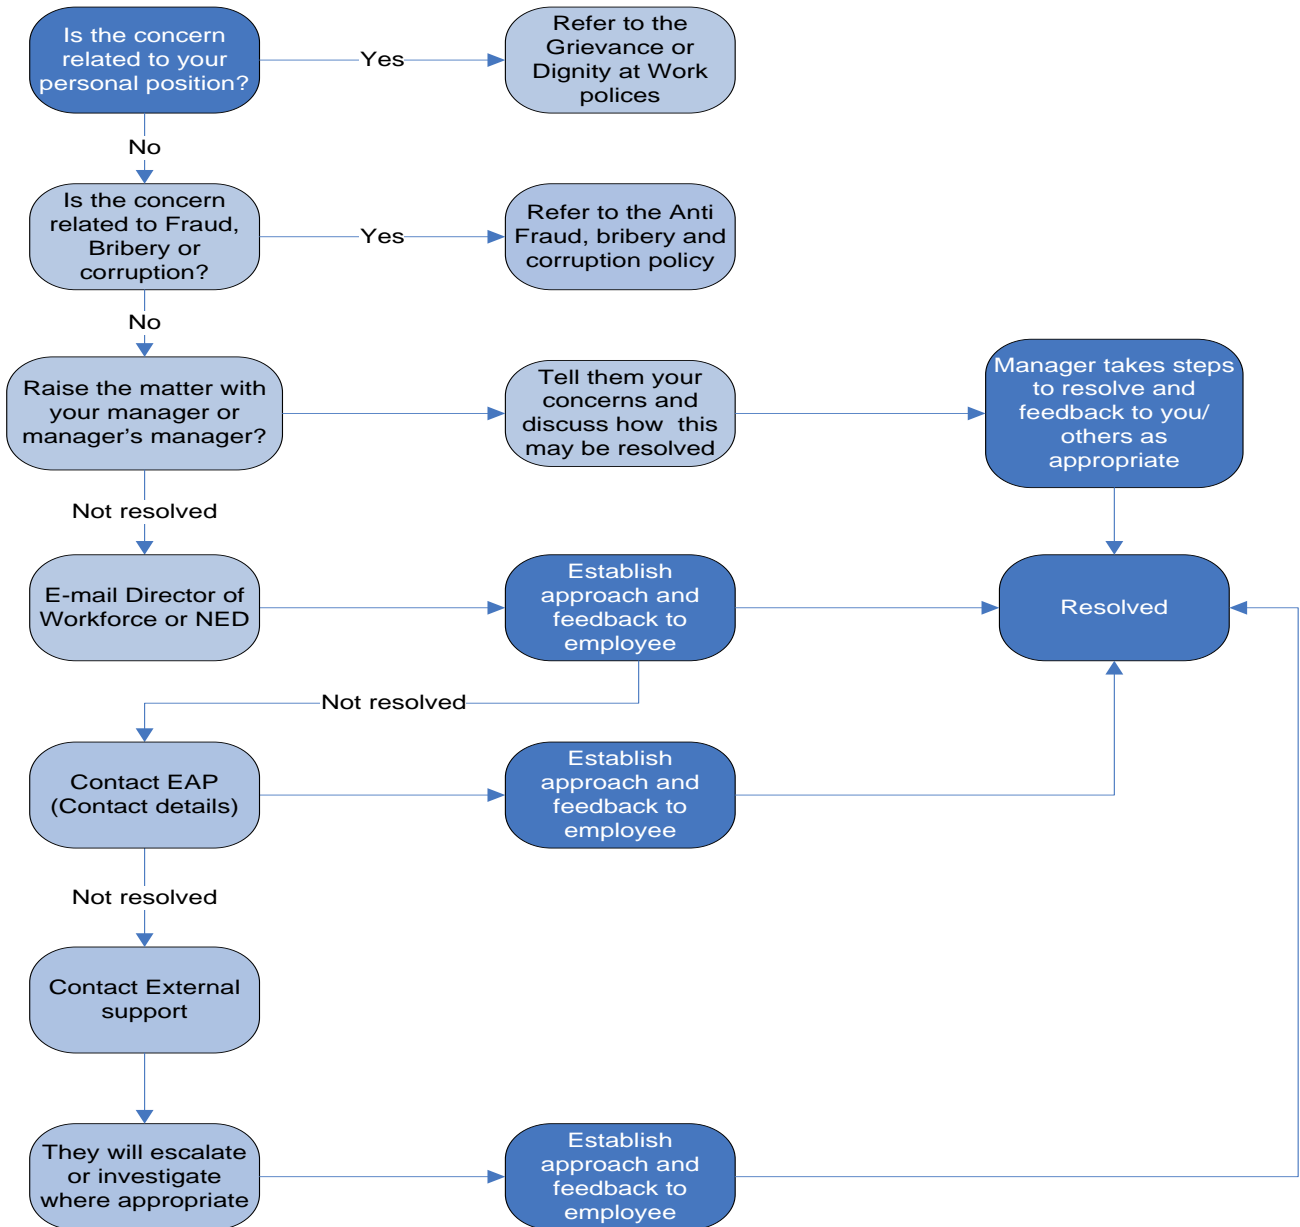 Is the concern
related to your
personal position?
Yes
Refer to the
Grievance or
Dignity at Work
polices
No
Is the concern
related to Fraud,
Bribery or
corruption?
Yes
Refer to the Anti
Fraud, bribery and
corruption policy
No
Raise the matter with
your manager or
manager's manager?
Tell them your
concerns and
discuss how this
may be resolved
Manager takes steps
to resolve and
feedback to you/
others as
appropriate
Not resolved
E-mail Director of
Workforce or NED
Establish
approach and
feedback to
employee
Resolved
Not resolved
Contact EAP
(Contact details)
Establish
approach and
feedback to
employee
Not resolved
Contact External
support
They will escalate
or investigate
where appropriate
Establish
approach and
feedback to
employee